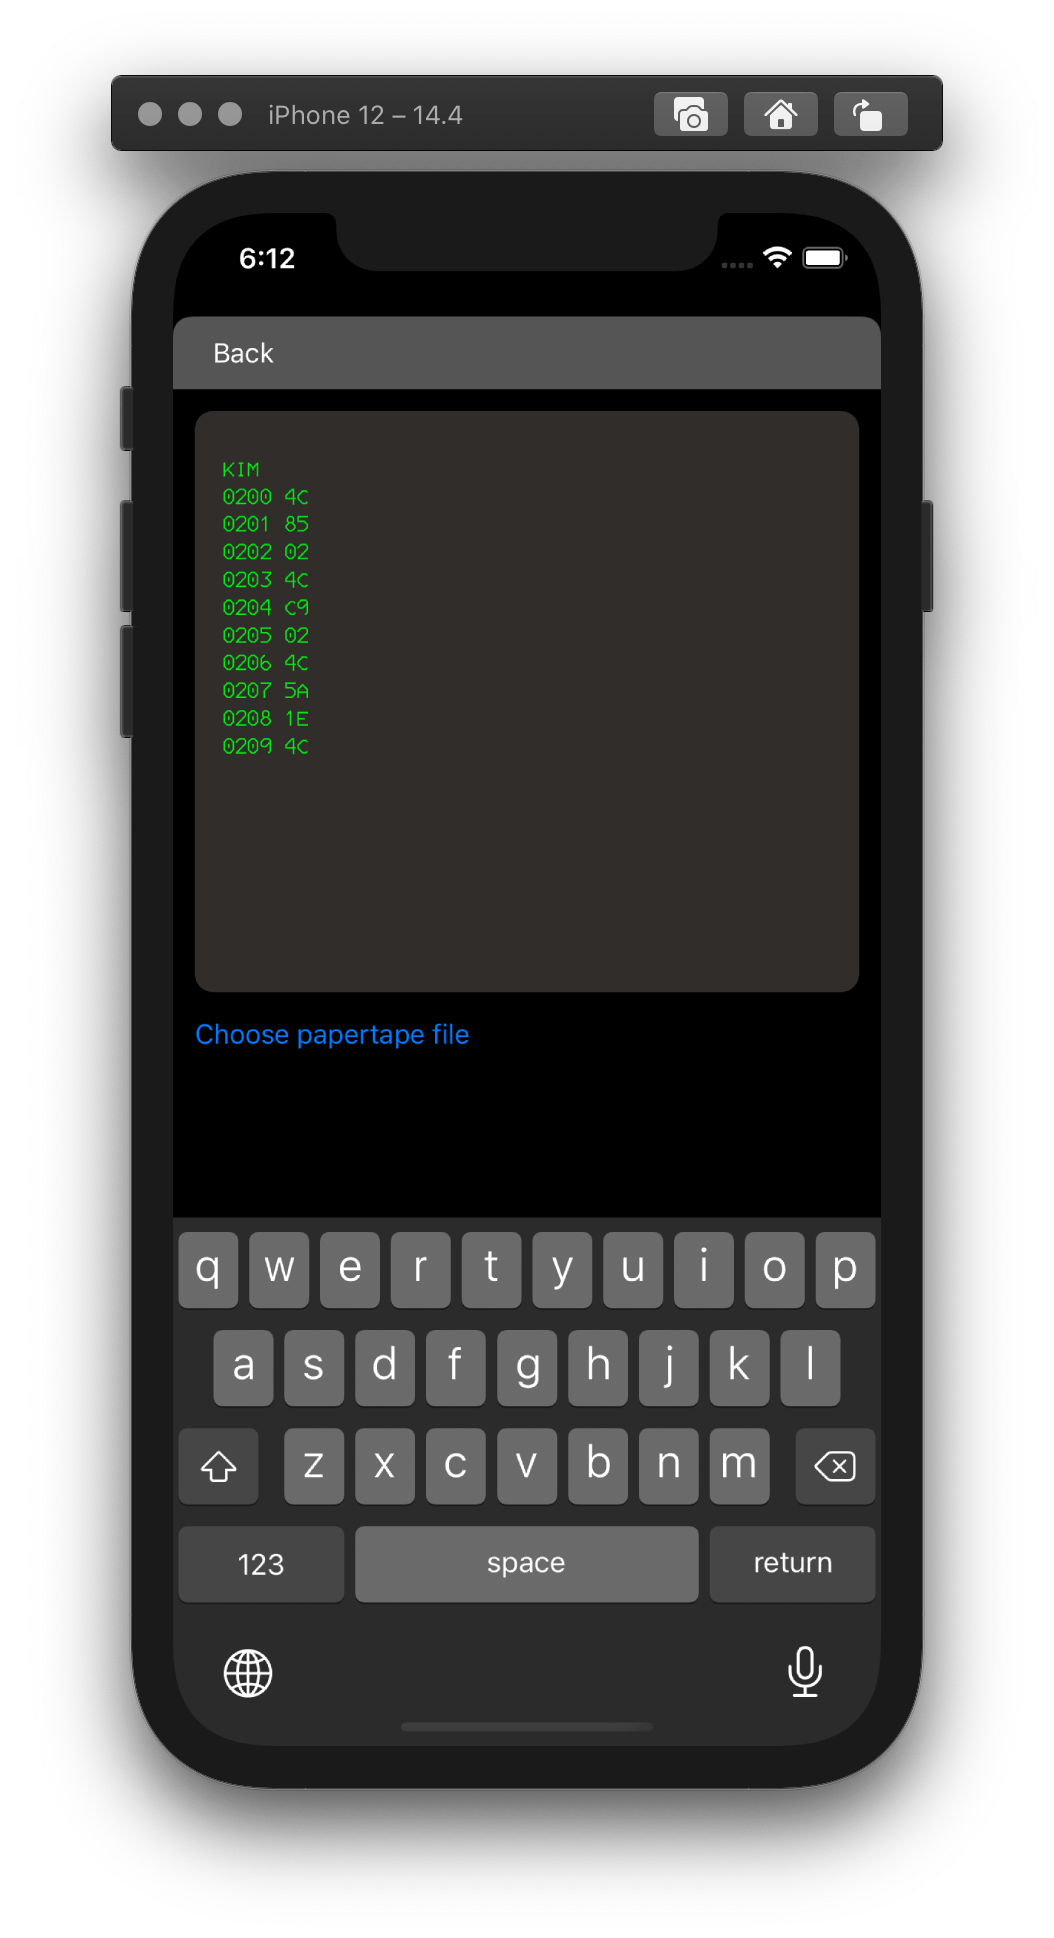 iPhone 12 – 14.4
6:12
Back
KIM
0200 4C
0201 85
0202 02
0203 4C
0204 C9
0205 02
0206 4C
0207 5A
0208 1E
0209 4C
Choose papertape file
q w e r t y u i o p
a s d f g h j k l
z x c v b n m
123 space return